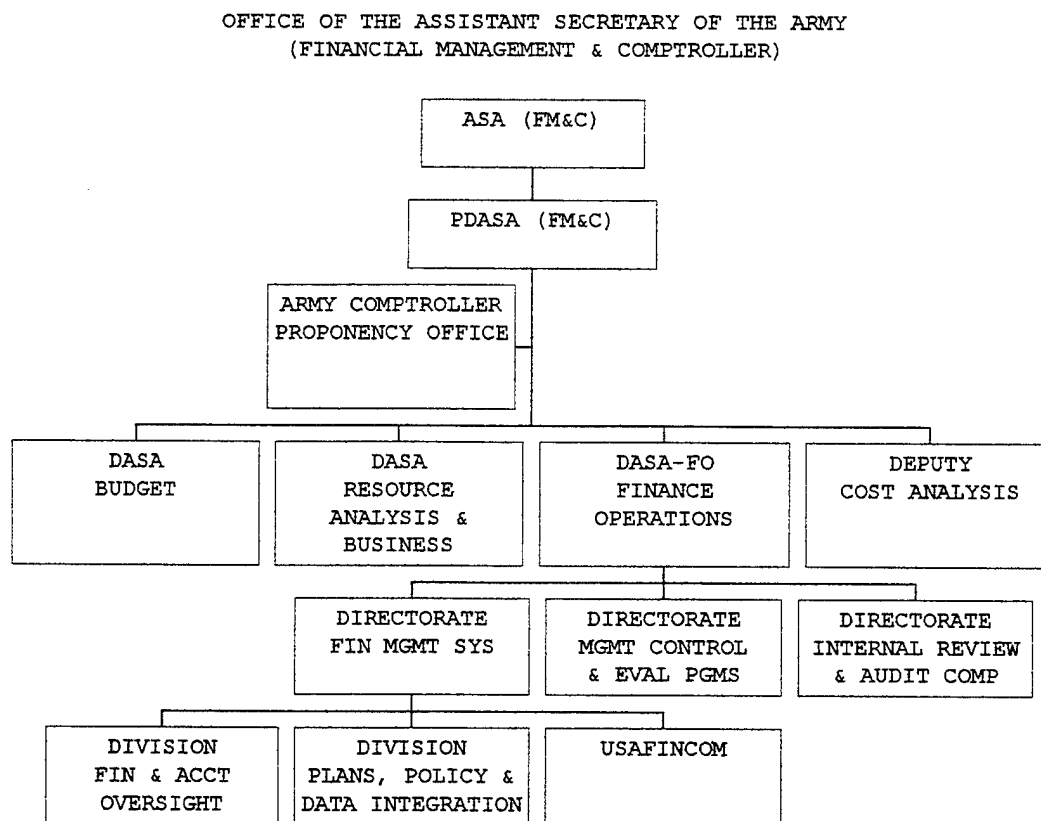 OFFICE OF THE ASSISTANT SECRETARY OF THE ARMY
(FINANCIAL MANAGEMENT & COMPTROLLER)
ASA (FM&C)
PDASA (FM&C)
ARMY COMPTROLLER
PROPONENCY OFFICE
DASA
BUDGET
DASA
RESOURCE
ANALYSIS &
BUSINESS
DASA-FO
FINANCE
OPERATIONS
DEPUTY
COST ANALYSIS
DIRECTORATE
FIN MGMT SYS
DIRECTORATE
MGMT CONTROL
& EVAL PGMS
DIRECTORATE
INTERNAL REVIEW
& AUDIT COMP
DIVISION
FIN & ACCT
OVERSIGHT
DIVISION
PLANS, POLICY &
DATA INTEGRATION
USAFINCOM